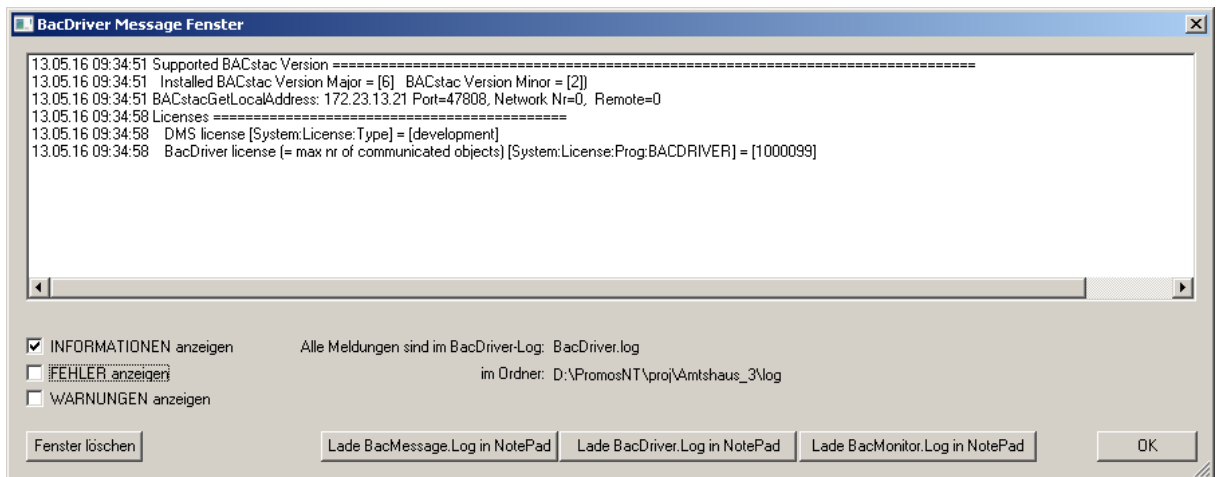 BacDriver Message Fenster
13.05.16 09:34:51 Supported BACstac Version ================================================================================
13.05.16 09:34:51   Installed BACstac Version Major = [6]   BACstac Version Minor = [2])
13.05.16 09:34:51 BACstacGetLocalAddress: 172.23.13.21 Port=47808, Network Nr=0,  Remote=0
13.05.16 09:34:58 Licenses ============================================
13.05.16 09:34:58   DMS license [System:License:Type] = [development]
13.05.16 09:34:58   BacDriver license (= max nr of communicated objects) [System:License:Prog:BACDRIVER] = [1000099]
INFORMATIONEN anzeigen   Alle Meldungen sind im BacDriver-Log: BacDriver.log
FEHLER anzeigen   im Ordner: D:\PromosNT\proj\Amtshaus_3\log
WARNUNGEN anzeigen
Fenster löschen   Lade BacMessage.Log in NotePad   Lade BacDriver.Log in NotePad   Lade BacMonitor.Log in NotePad   OK